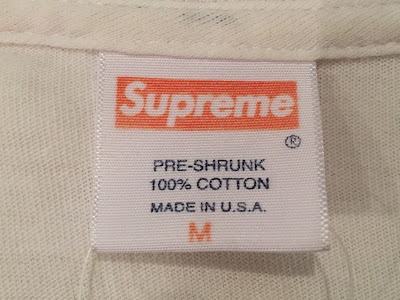 Supreme
®
PRE-SHRUNK
100% COTTON
MADE IN U.S.A.
M